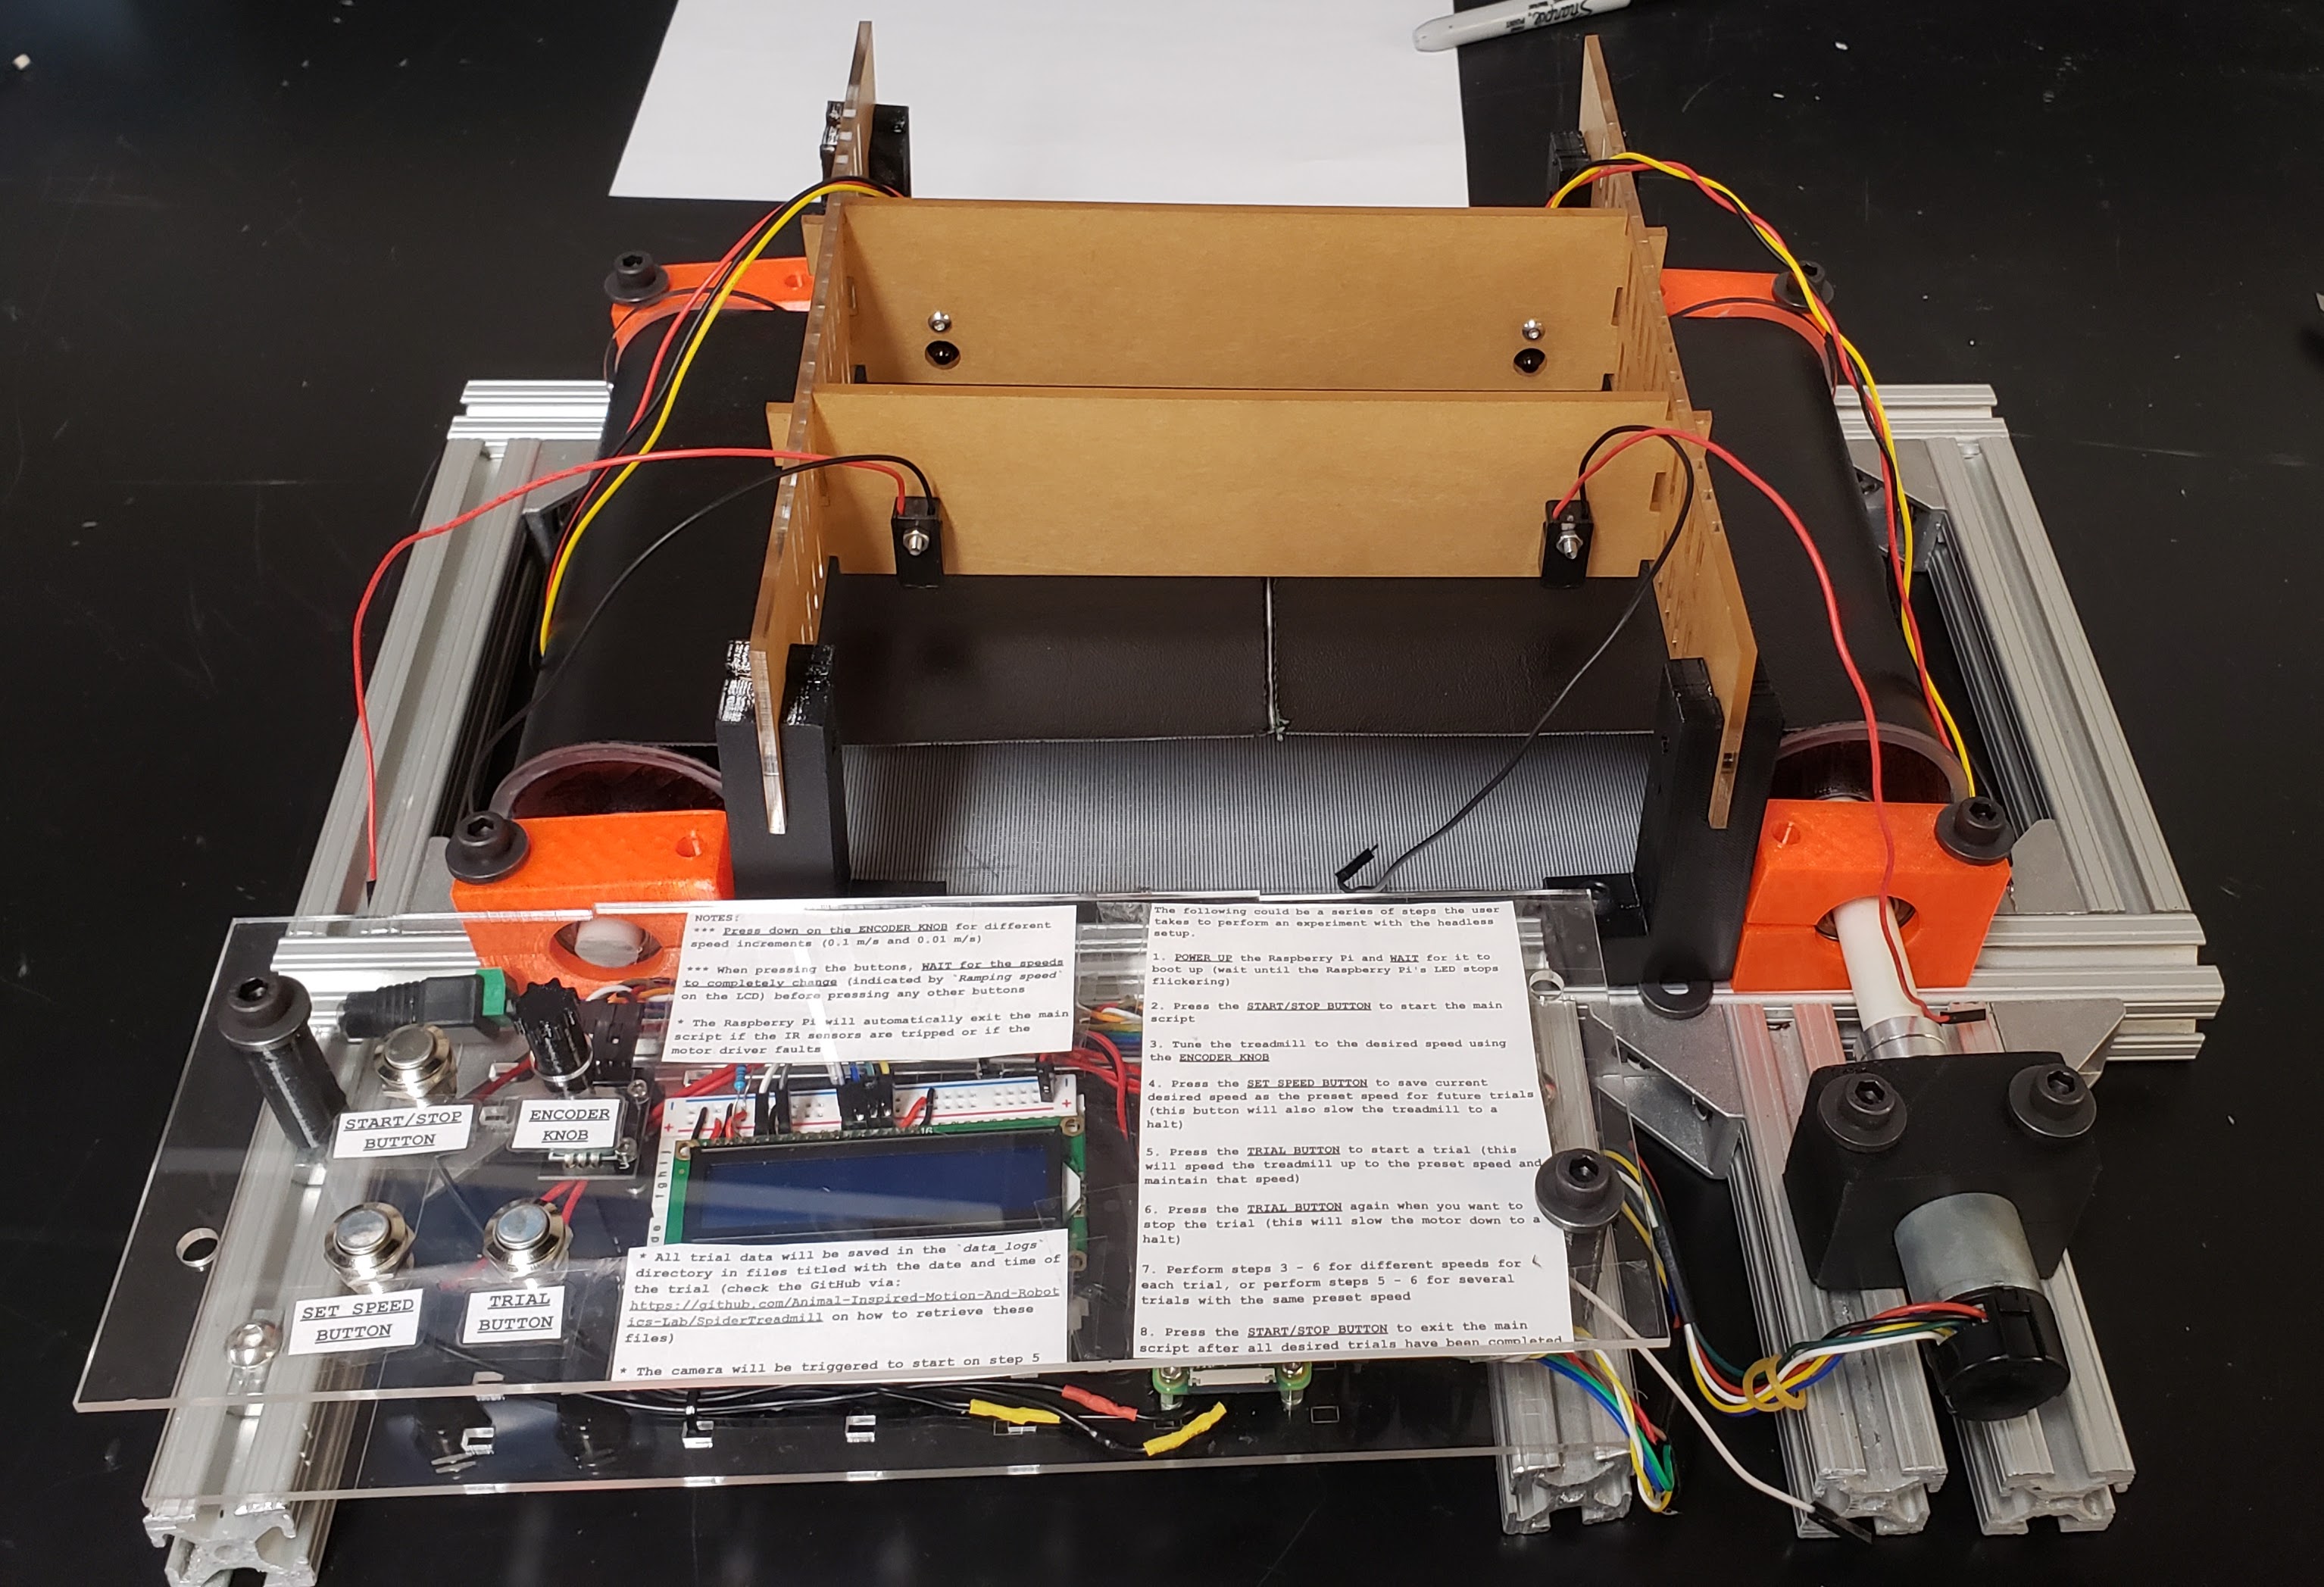 Sharpie
NOTES:
*** Press down on the ENCODER KNOB for different
speed increments (0.1 m/s and 0.01 m/s)
*** When pressing the buttons, WAIT for the speeds
to completely change (indicated by `Ramping speed`
on the LCD) before pressing any other buttons
* The Raspberry Pi will automatically exit the main
script if the IR sensors are tripped or if the
motor driver faults
The following could be a series of steps the user
takes to perform an experiment with the headless
setup.
1. POWER UP the Raspberry Pi and WAIT for it to
boot up (wait until the Raspberry Pi's LED stops
flickering)
2. Press the START/STOP BUTTON to start the main
script
3. Tune the treadmill to the desired speed using
the ENCODER KNOB
4. Press the SET SPEED BUTTON to save current
desired speed as the preset speed for future trials
(this button will also slow the treadmill to a
halt)
5. Press the TRIAL BUTTON to start a trial (this
will speed the treadmill up to the preset speed and
maintain that speed)
6. Press the TRIAL BUTTON again when you want to
stop the trial (this will slow the motor down to a
halt)
7. Perform steps 3 - 6 for different speeds for
each trial, or perform steps 5 - 6 for several
trials with the same preset speed
8. Press the START/STOP BUTTON to exit the main
script after all desired trials have been completed
START/STOP
BUTTON
ENCODER
KNOB
SET SPEED
BUTTON
TRIAL
BUTTON
* All trial data will be saved in the `data_logs`
directory in files titled with the date and time of
the trial (check the GitHub via:
https://github.com/Animal-Inspired-Motion-And-Robot
ics-Lab/SpiderTreadmill on how to retrieve these
files)
* The camera will be triggered to start on step 5